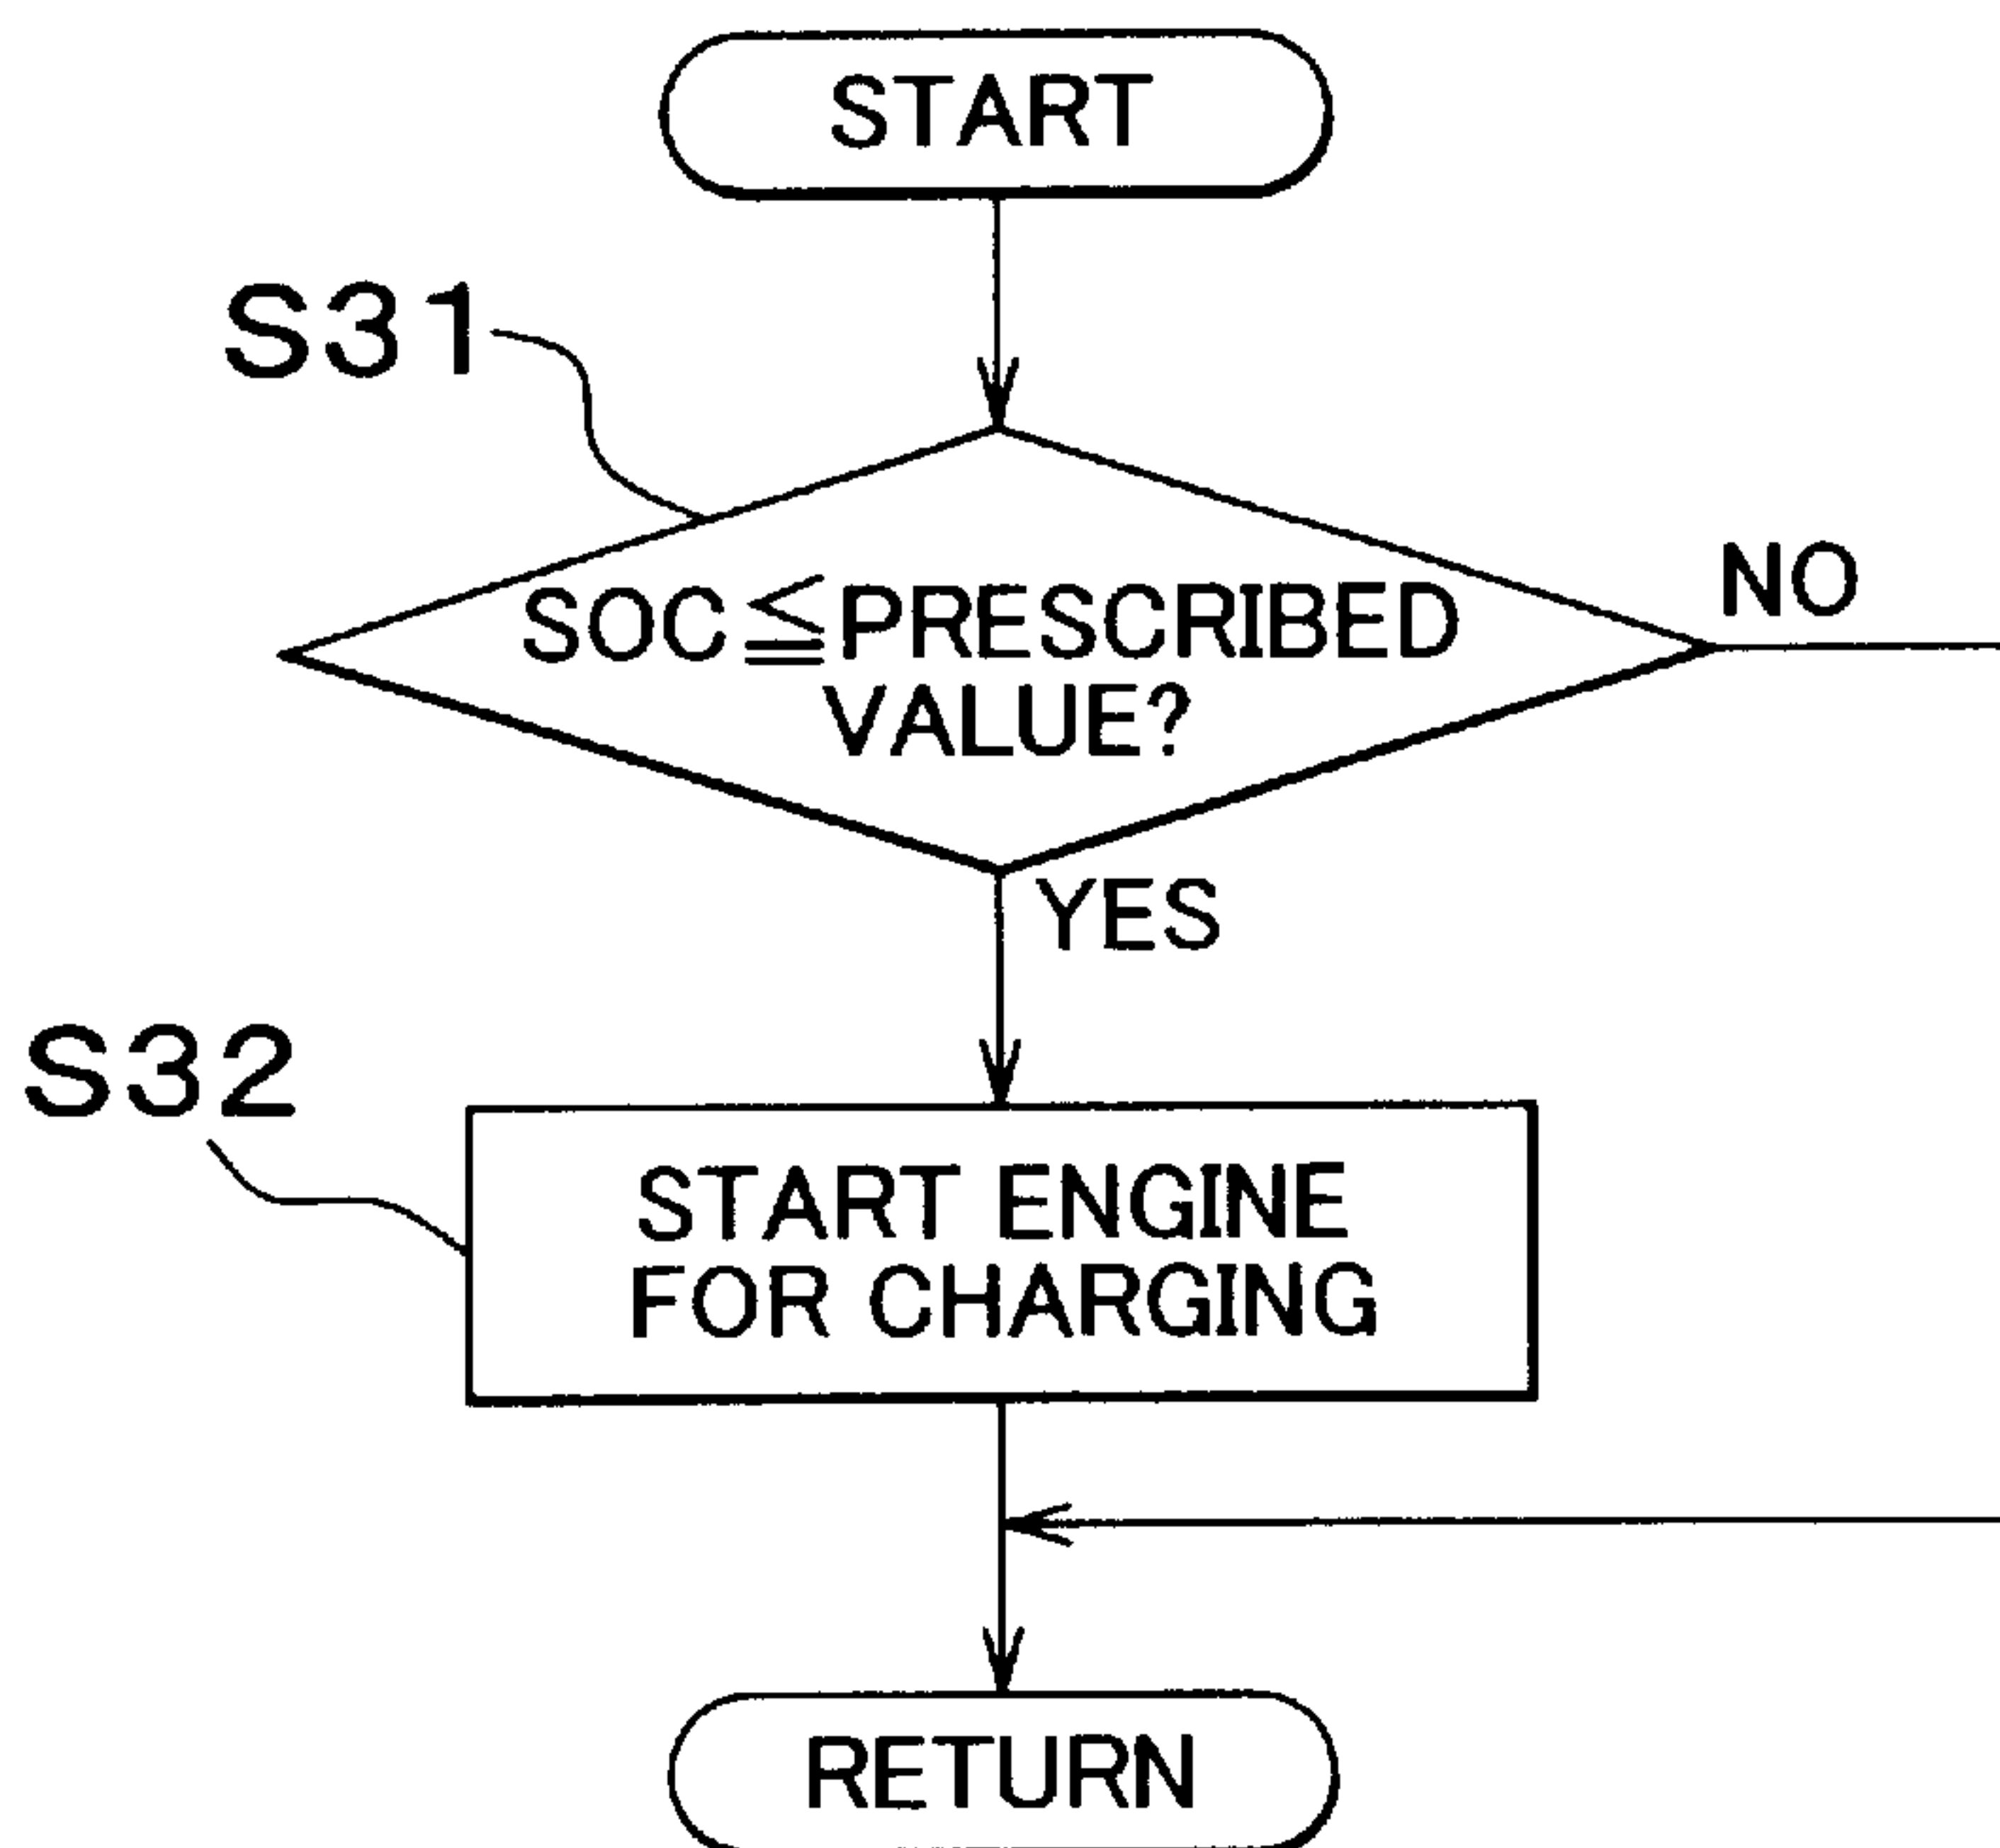 START
S31
SOC≦PRESCRIBED
VALUE?
NO
YES
S32
START ENGINE
FOR CHARGING
RETURN